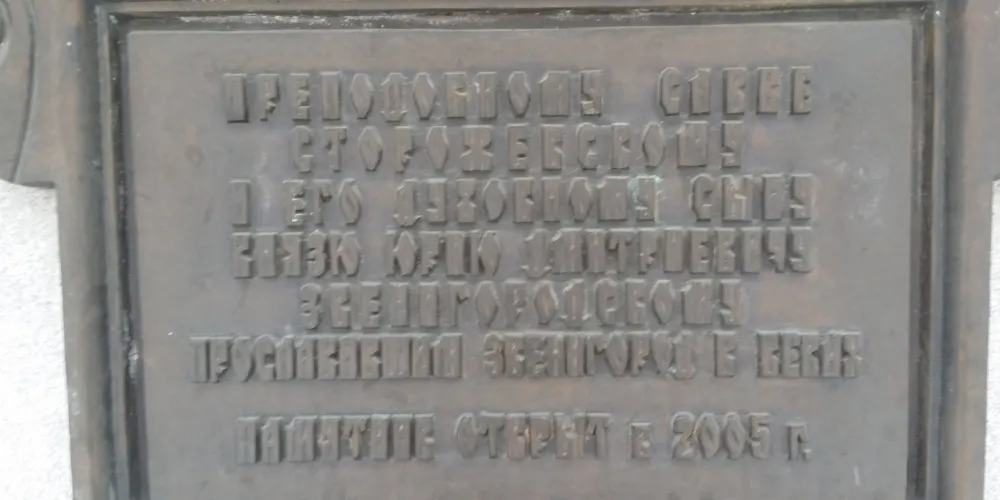 ПРЕПОДОБНОМУ САВВЕ
СТОРОЖЕВСКОМУ
И ЕГО ДУХОВНОМУ СЫНУ
КНЯЗЮ ЮРИЮ ДМИТРИЕВИЧУ
ЗВЕНИГОРОДСКОМУ
ПРОСЛАВИВШИМ ЗВЕНИГОРОД В ВЕКАХ
ПАМЯТНИК ОТКРЫТ В 2005 Г.